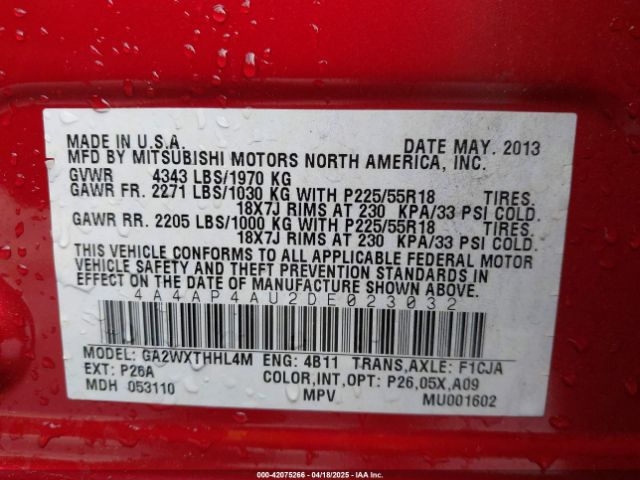 MADE IN U.S.A. DATE MAY. 2013
MFD BY MITSUBISHI MOTORS NORTH AMERICA, INC.
GVWR 4343 LBS/1970 KG
GAWR FR. 2271 LBS/1030 KG WITH P225/55R18 TIRES.
18X7J RIMS AT 230 KPA/33 PSI COLD.
GAWR RR. 2205 LBS/1000 KG WITH P225/55R18 TIRES.
18X7J RIMS AT 230 KPA/33 PSI COLD.
THIS VEHICLE CONFORMS TO ALL APPLICABLE FEDERAL MOTOR
VEHICLE SAFETY AND THEFT PREVENTION STANDARDS IN
EFFECT ON THE DATE OF MANUFACTURE SHOWN ABOVE.
4A4AP4AU2DE023032
MODEL: GA2WXTHHL4M ENG: 4B11 TRANS,AXLE: F1CJA
EXT: P26A COLOR,INT,OPT: P26,05X,A09
MDH 053110 MPV MU001602
000-42075266 - 04/18/2025 - IAAI.CA